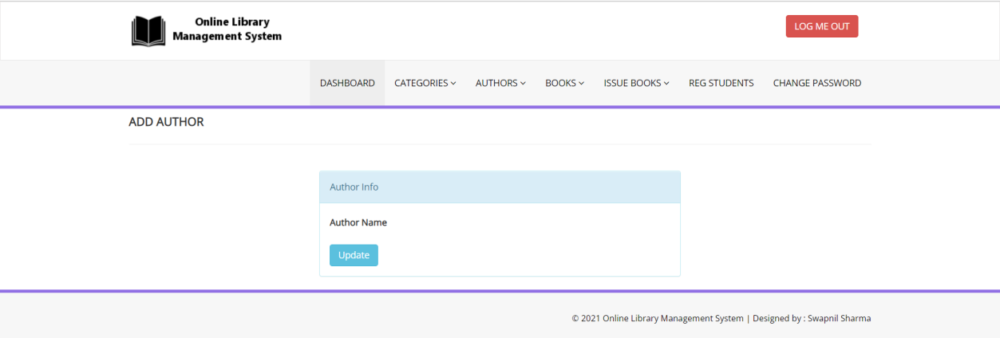 Online Library
Management System
LOG ME OUT
DASHBOARD CATEGORIES AUTHORS BOOKS ISSUE BOOKS REG STUDENTS CHANGE PASSWORD
ADD AUTHOR
Author Info
Author Name
Update
© 2021 Online Library Management System | Designed by : Swapnil Sharma